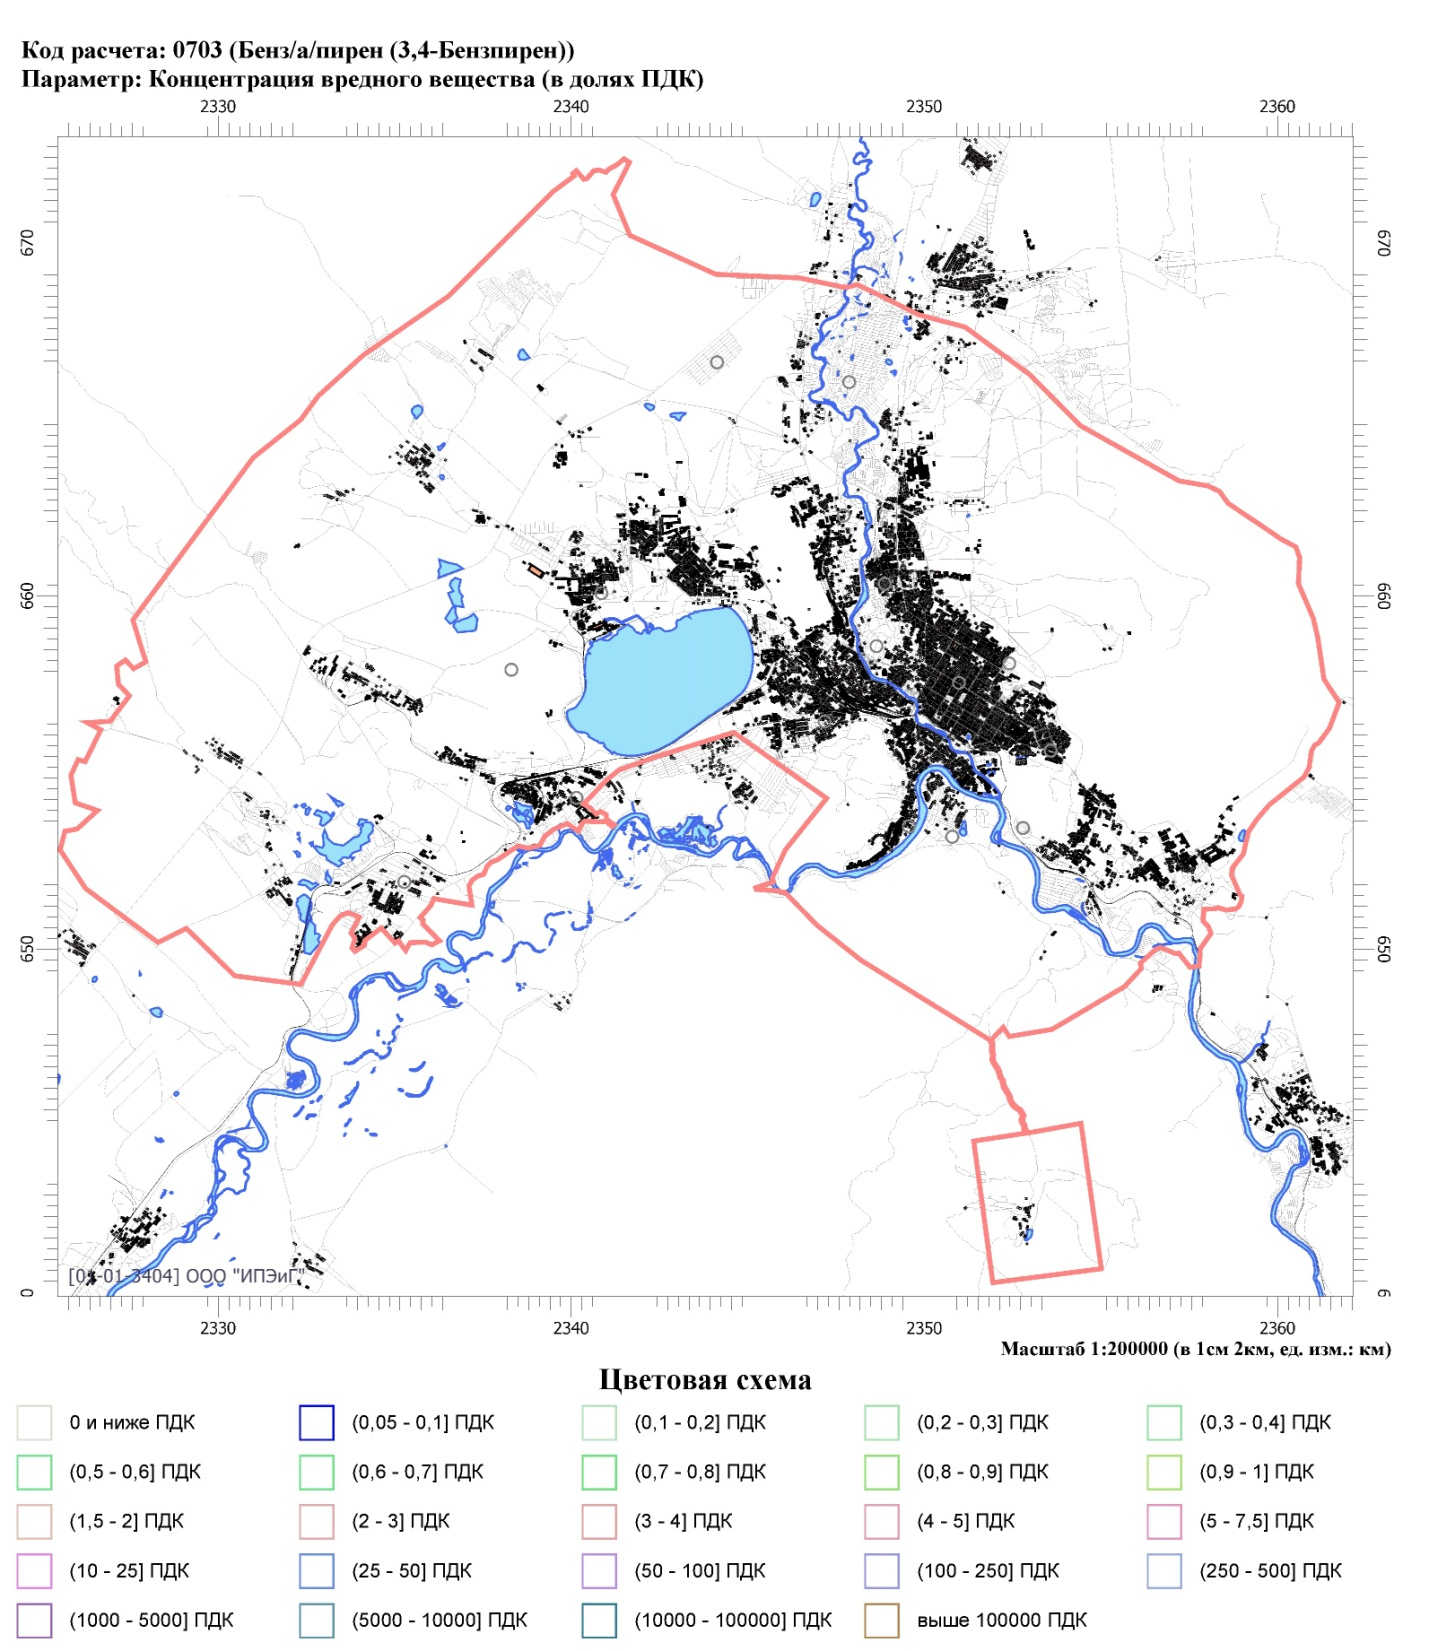 Код расчета: 0703 (Бенз/а/пирен (3,4-Бензпирен))
Параметр: Концентрация вредного вещества (в долях ПДК)
2330 2340 2350 2360
670 670
660 660
650 650
[01-01-3404] ООО "ИПЭиГ"
0 6
2330 2340 2350 2360
Масштаб 1:200000 (в 1см 2км, ед. изм.: км)
Цветовая схема
0 и ниже ПДК (0,05 - 0,1] ПДК (0,1 - 0,2] ПДК (0,2 - 0,3] ПДК (0,3 - 0,4] ПДК
(0,5 - 0,6] ПДК (0,6 - 0,7] ПДК (0,7 - 0,8] ПДК (0,8 - 0,9] ПДК (0,9 - 1] ПДК
(1,5 - 2] ПДК (2 - 3] ПДК (3 - 4] ПДК (4 - 5] ПДК (5 - 7,5] ПДК
(10 - 25] ПДК (25 - 50] ПДК (50 - 100] ПДК (100 - 250] ПДК (250 - 500] ПДК
(1000 - 5000] ПДК (5000 - 10000] ПДК (10000 - 100000] ПДК выше 100000 ПДК